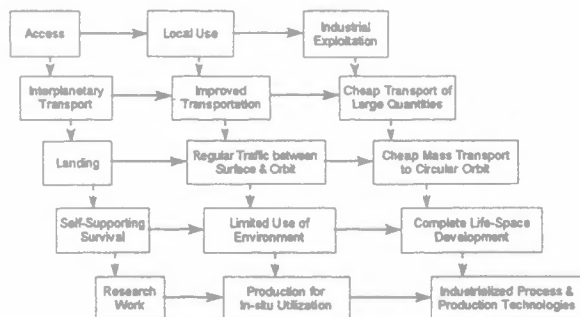 Access
Local Use
Industrial
Exploitation
Interplanetary
Transport
Improved
Transportation
Cheap Transport of
Large Quantities
Landing
Regular Traffic between
Surface & Orbit
Cheap Mass Transport
to Circular Orbit
Self-Supporting
Survival
Limited Use of
Environment
Complete Life-Space
Development
Research
Work
Production for
In-situ Utilization
Industrialized Process &
Production Technologies